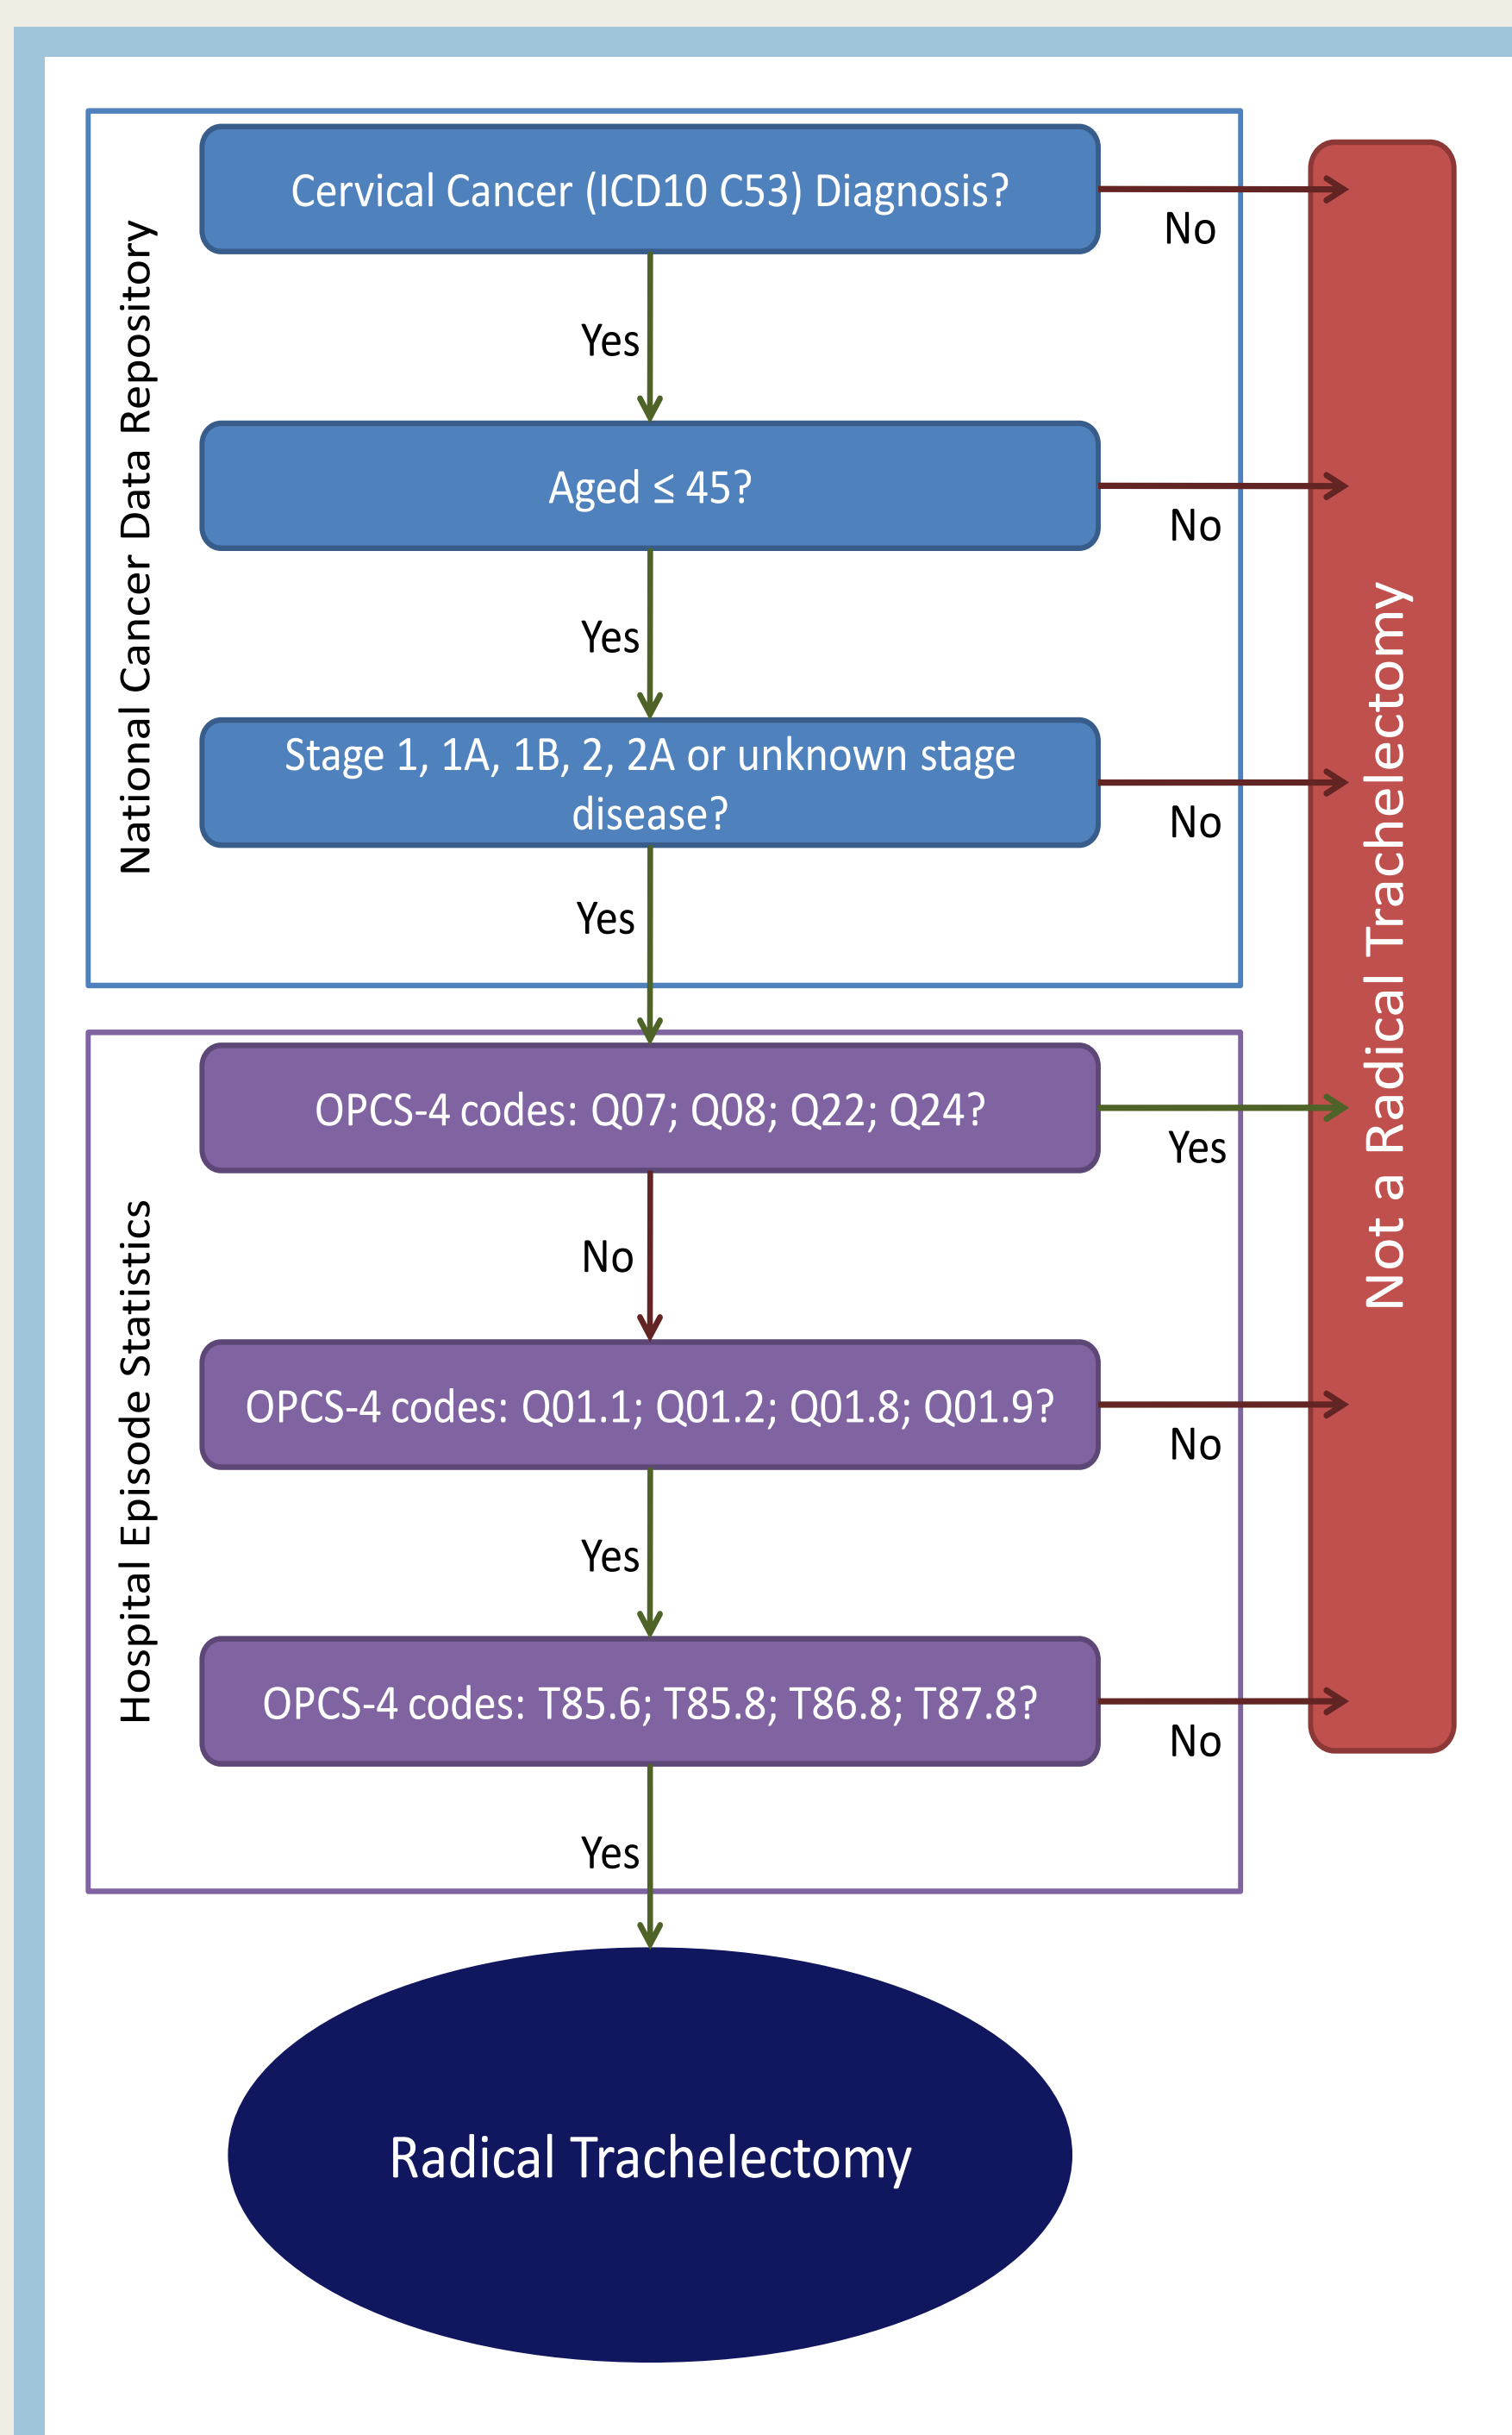 National Cancer Data Repository
Cervical Cancer (ICD10 C53) Diagnosis?
No
Yes
Aged ≤ 45?
No
Yes
Stage 1, 1A, 1B, 2, 2A or unknown stage
disease?
No
Yes
Not a Radical Trachelectomy
Hospital Episode Statistics
OPCS-4 codes: Q07; Q08; Q22; Q24?
Yes
No
OPCS-4 codes: Q01.1; Q01.2; Q01.8; Q01.9?
No
Yes
OPCS-4 codes: T85.6; T85.8; T86.8; T87.8?
No
Yes
Radical Trachelectomy